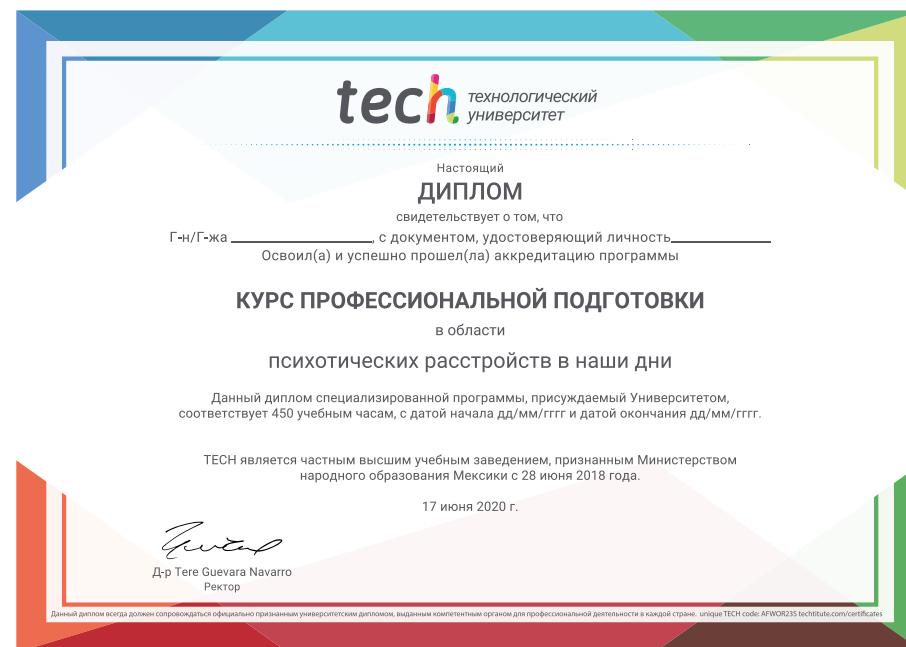 tech технологический
университет
Настоящий
ДИПЛОМ
свидетельствует о том, что
Г-н/Г-жа ____________, с документом, удостоверяющий личность____________
Освоил(а) и успешно прошел(ла) аккредитацию программы
КУРС ПРОФЕССИОНАЛЬНОЙ ПОДГОТОВКИ
в области
психотических расстройств в наши дни
Данный диплом специализированной программы, присуждаемый Университетом,
соответствует 450 учебным часам, с датой начала дд/мм/гггг и датой окончания дд/мм/гггг.
TECH является частным высшим учебным заведением, признанным Министерством
народного образования Мексики с 28 июня 2018 года.
17 июня 2020 г.
Д-р Tere Guevara Navarro
Ректор
Данный диплом всегда должен сопровождаться официально признанным университетским дипломом, выданным компетентным органом для профессиональной деятельности в каждой стране. unique TECH code: AFWOR23S techtitute.com/certificates